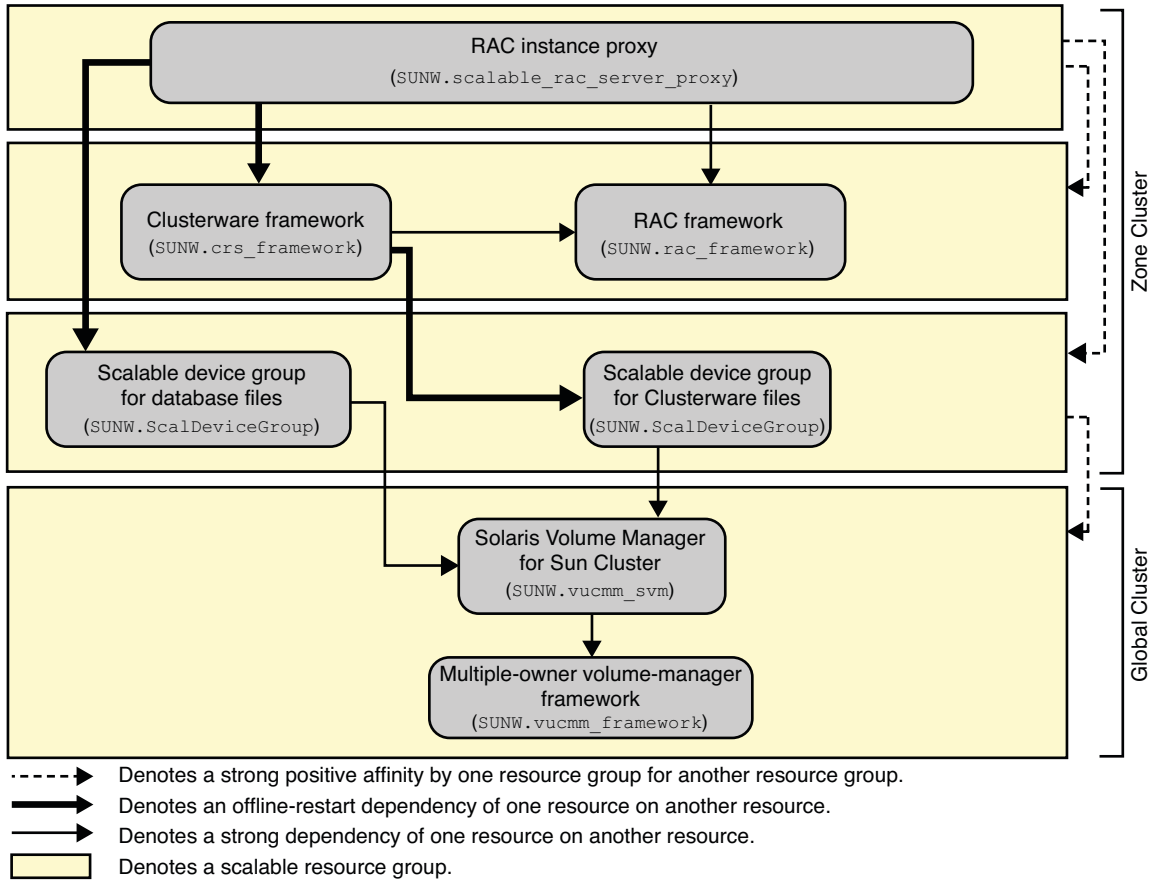 RAC instance proxy
(SUNW.scalable_rac_server_proxy)
Clusterware framework
(SUNW.crs_framework)
RAC framework
(SUNW.rac_framework)
Scalable device group
for database files
(SUNW.ScalDeviceGroup)
Scalable device group
for Clusterware files
(SUNW.ScalDeviceGroup)
Zone Cluster
Solaris Volume Manager
for Sun Cluster
(SUNW.vucmm_svm)
Multiple-owner volume-manager
framework
(SUNW.vucmm_framework)
Global Cluster
Denotes a strong positive affinity by one resource group for another resource group.
Denotes an offline-restart dependency of one resource on another resource.
Denotes a strong dependency of one resource on another resource.
Denotes a scalable resource group.